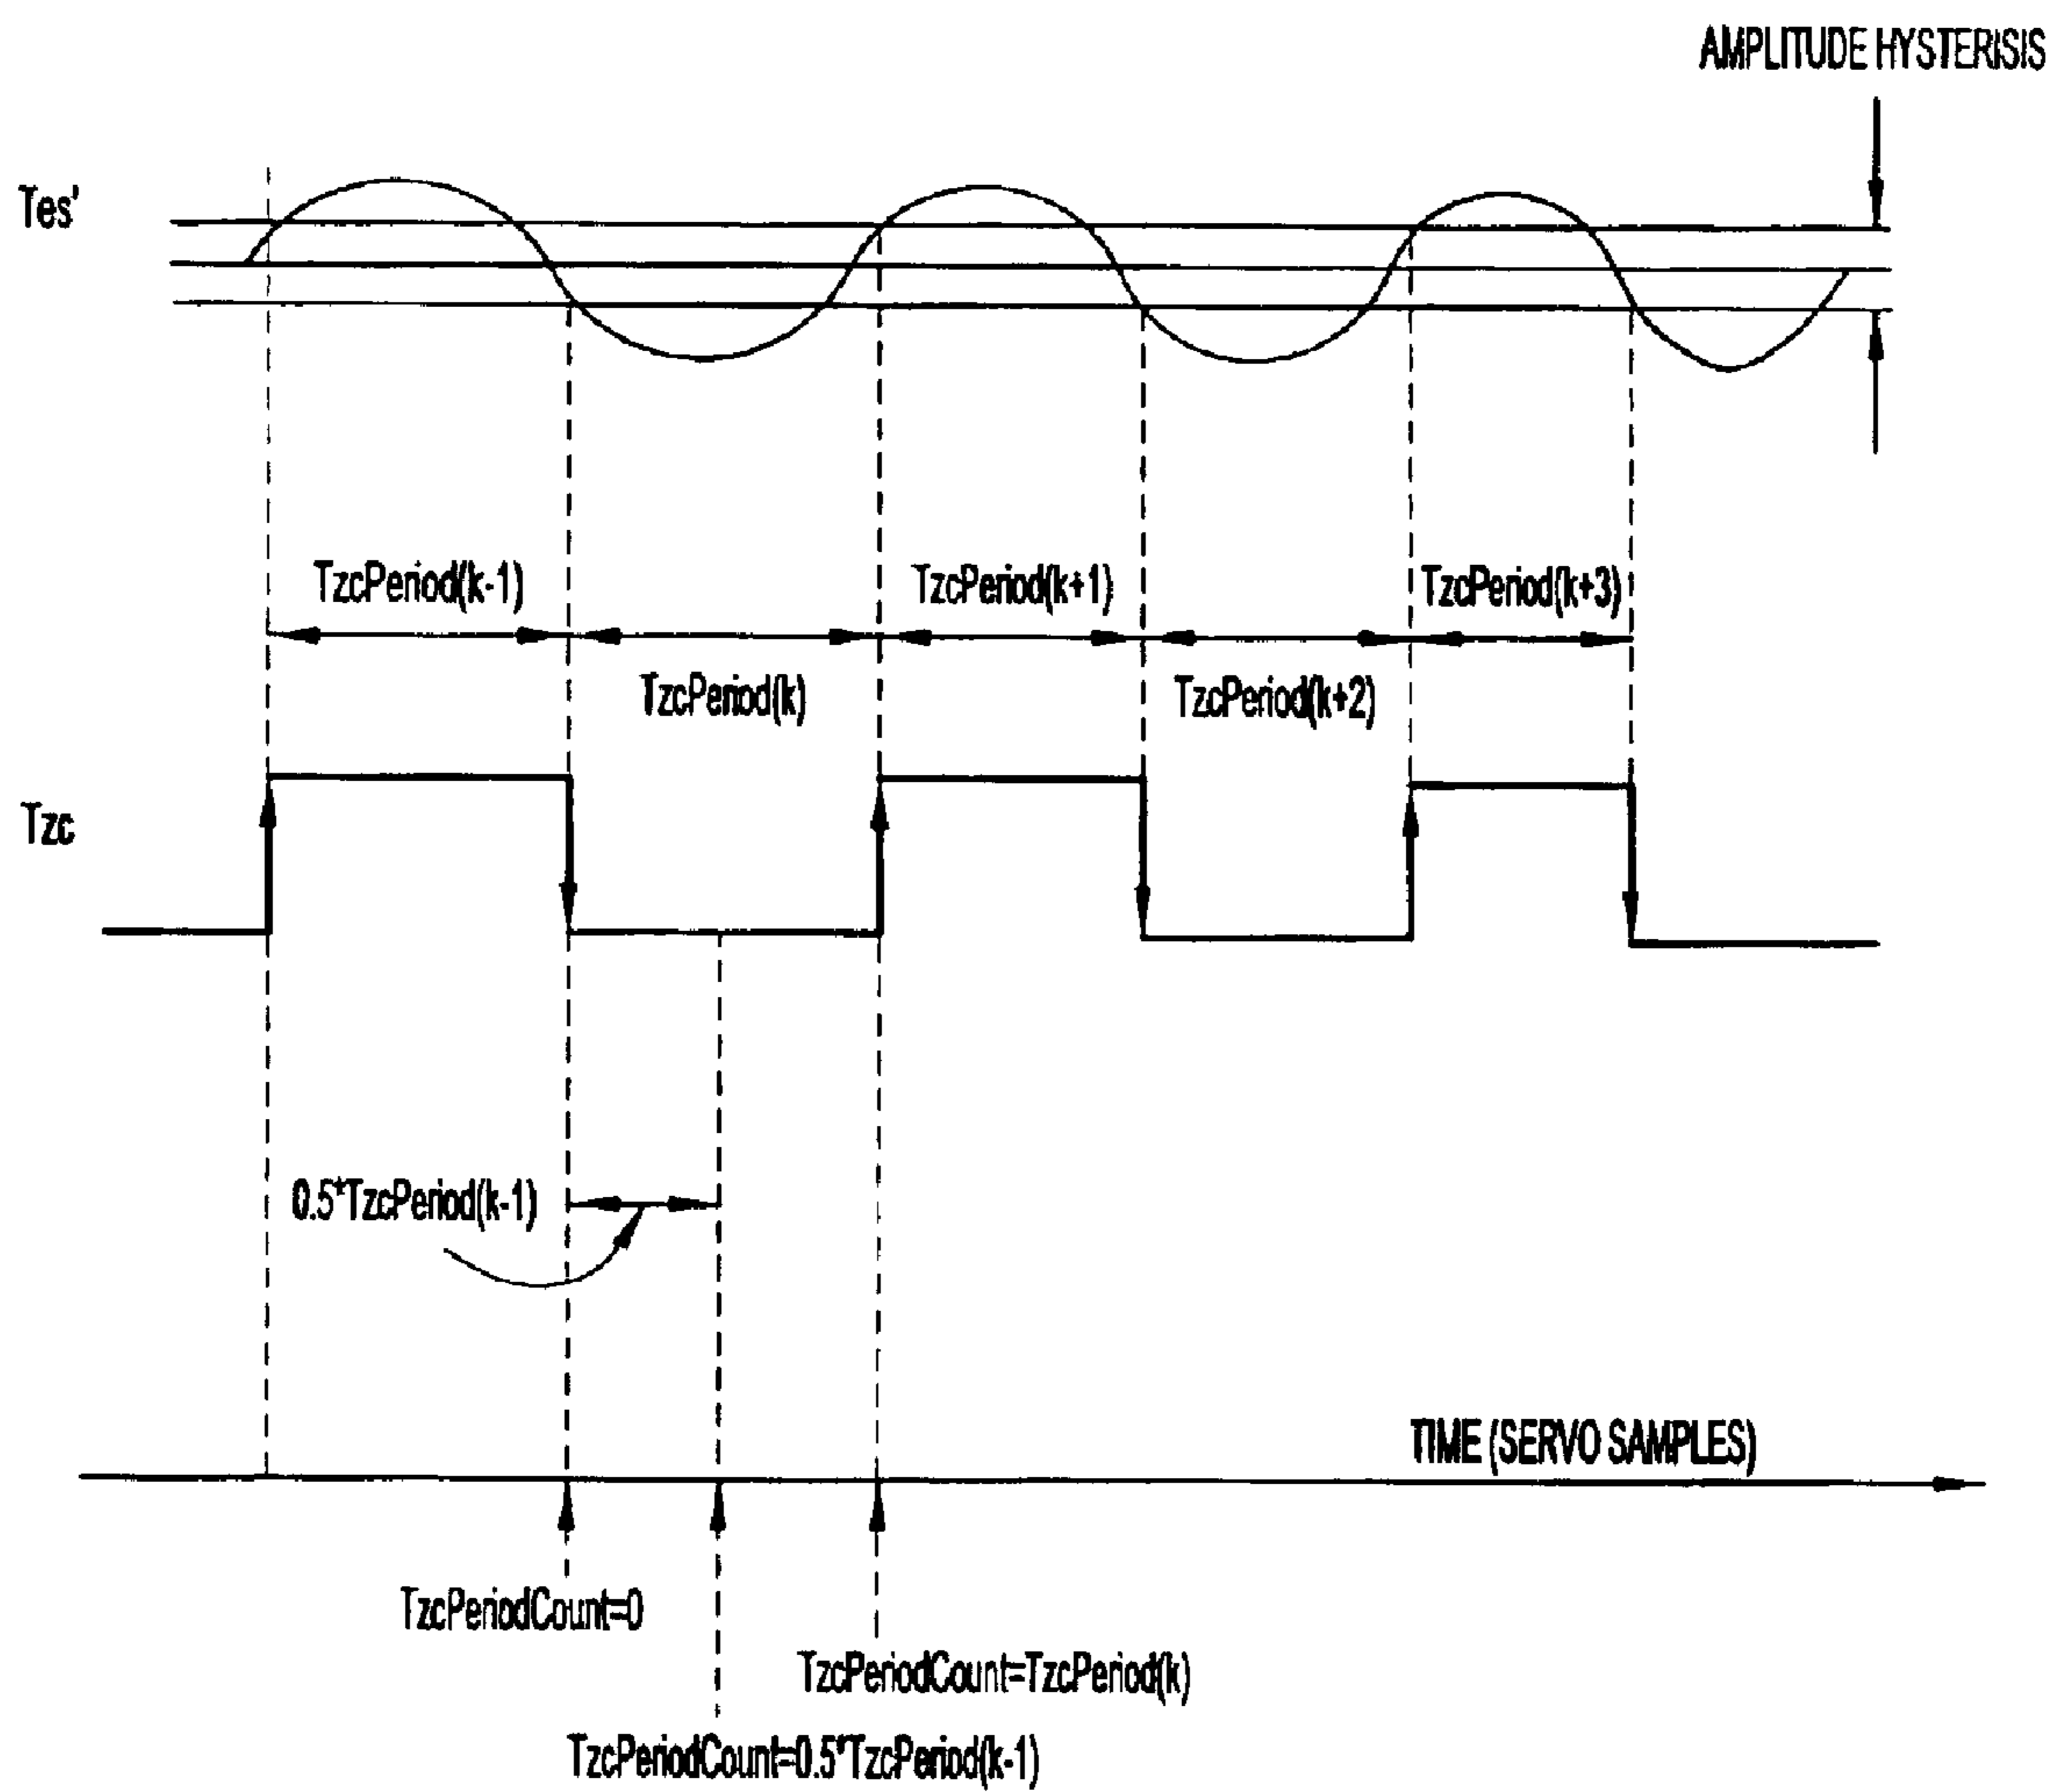 AMPLITUDE HYSTERISIS
Tes'
TzcPeriod(k-1)
TzcPeriod(k+1)
TzcPeriod(k+3)
TzcPeriod(k)
TzcPeriod(k+2)
Tzc
0.5*TzcPeriod(k-1)
TIME (SERVO SAMPLES)
TzcPeriodCount=0
TzcPeriodCount=TzcPeriod(k)
TzcPeriodCount=0.5*TzcPeriod(k-1)